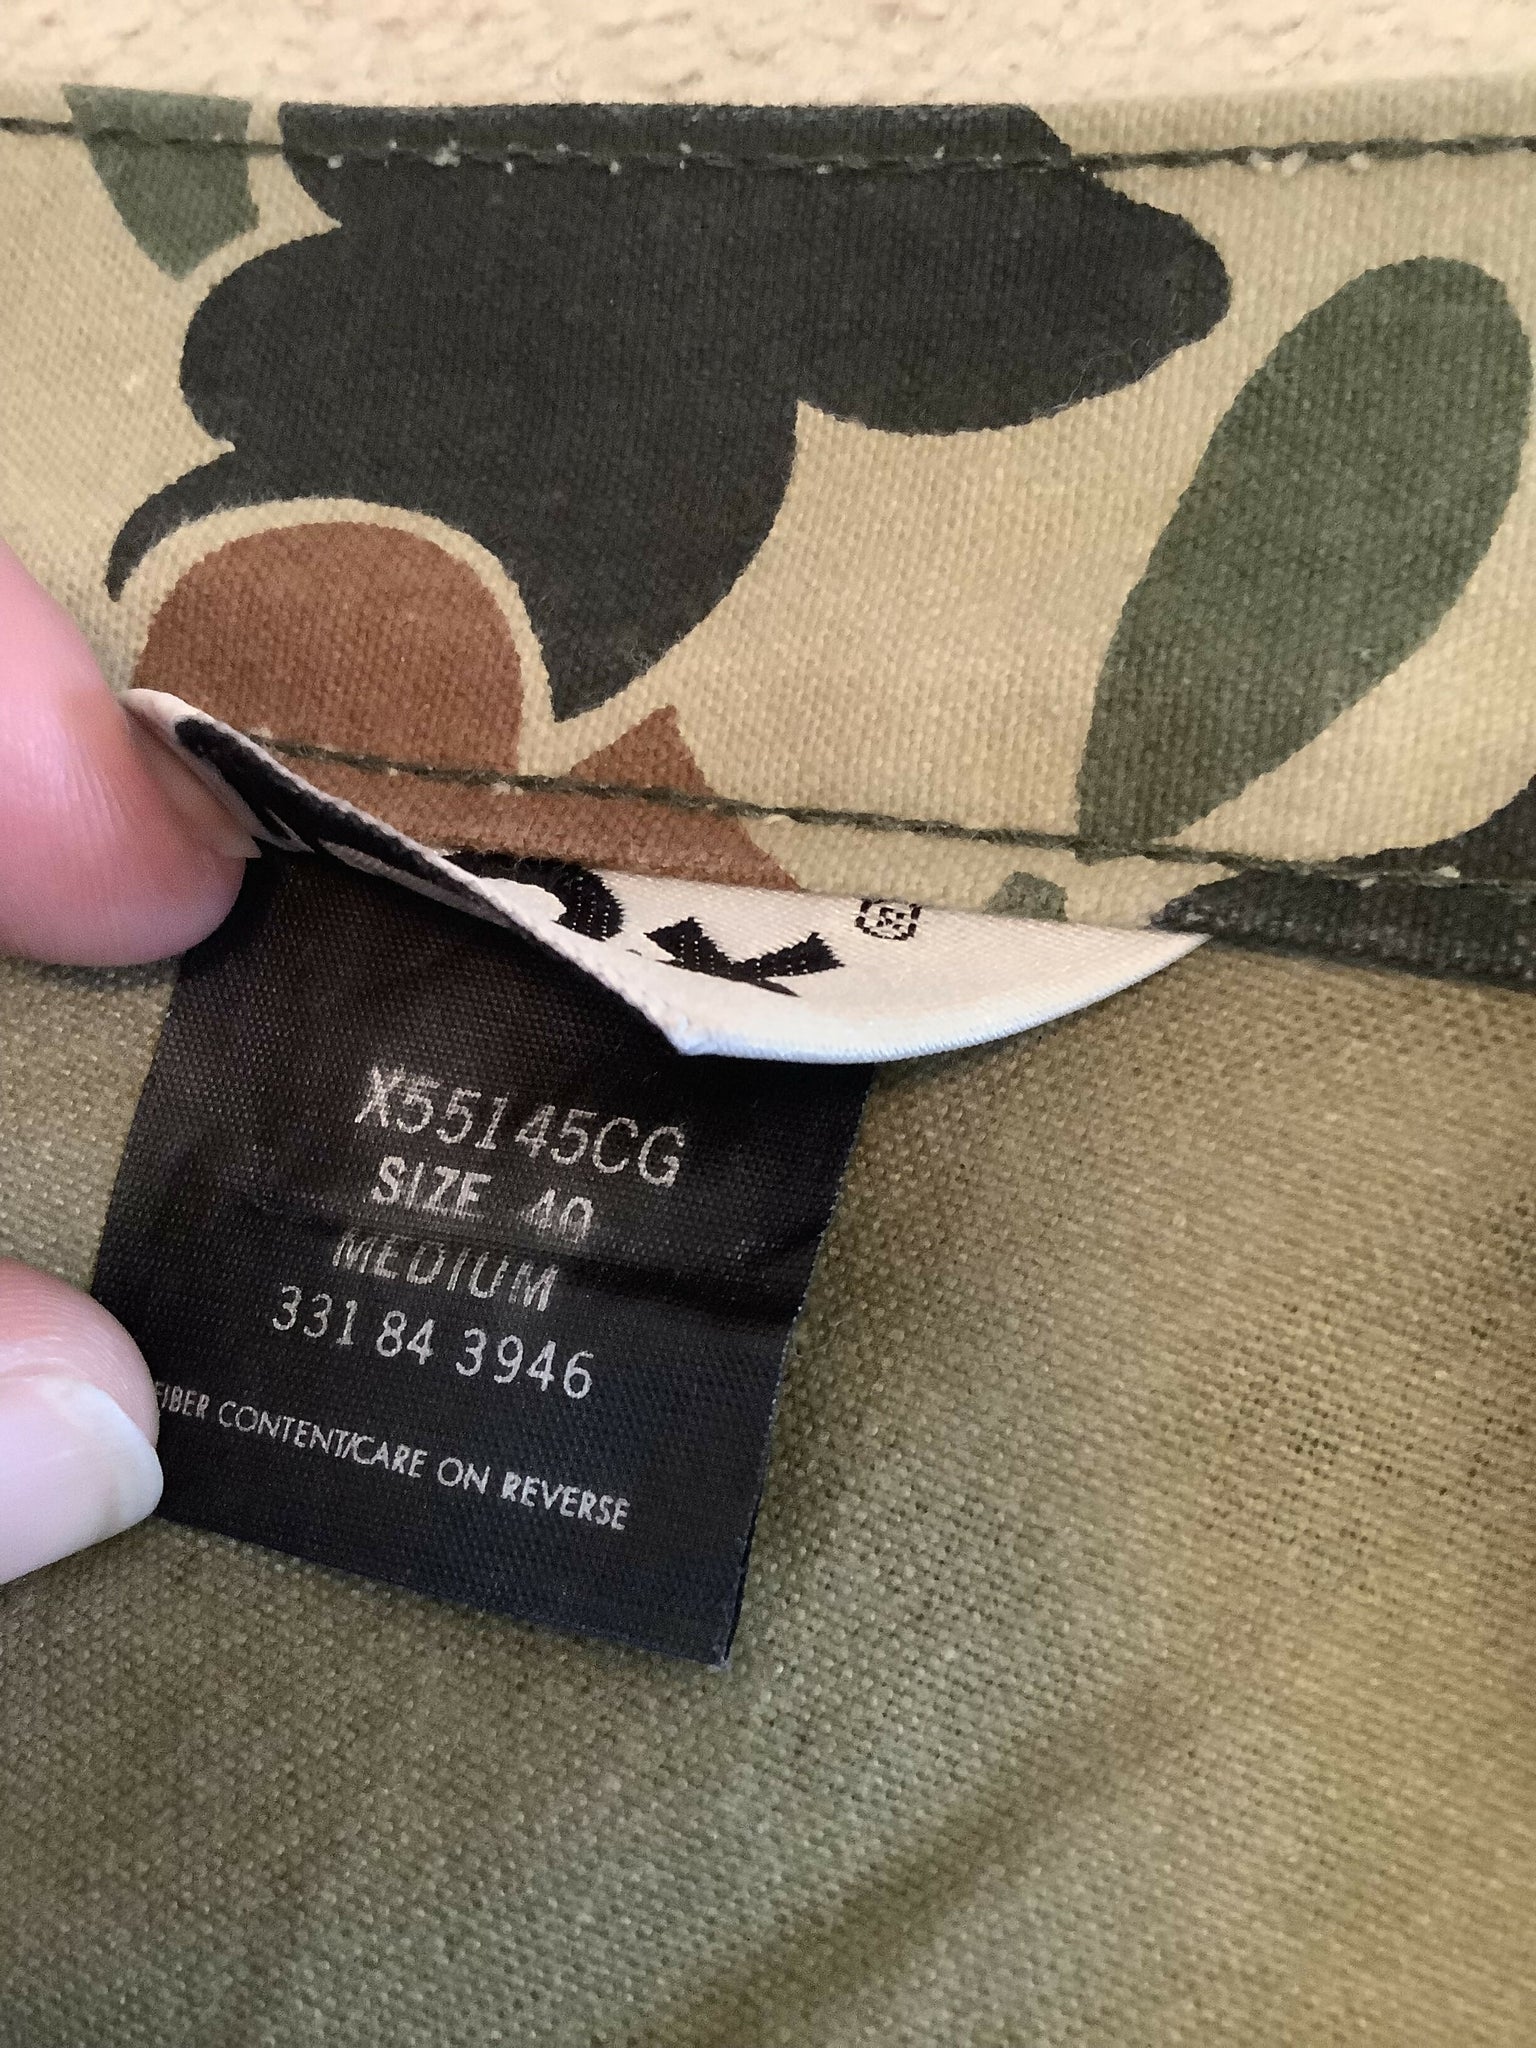 X55145CG
SIZE 40
MEDIUM
331 84 3946
FIBER CONTENT/CARE ON REVERSE